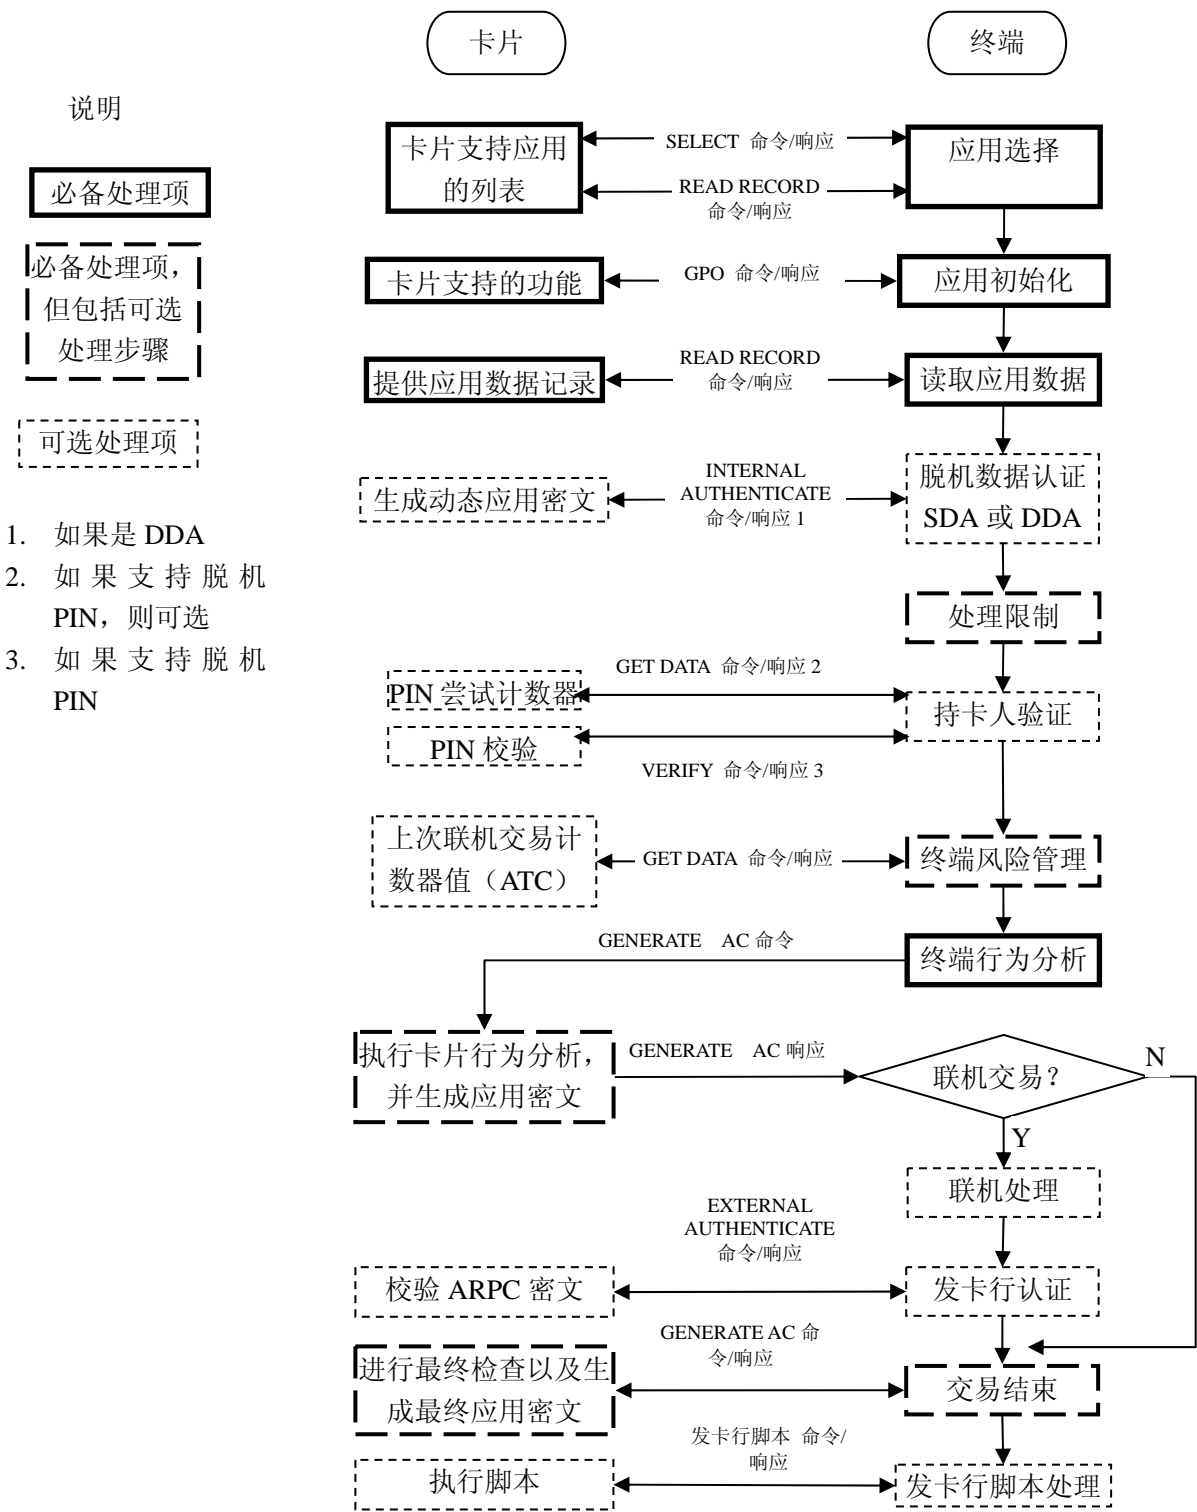 卡片
终端
说明
必备处理项
必备处理项，
但包括可选
处理步骤
可选处理项
1. 如果是 DDA
2. 如果支持脱机
PIN，则可选
3. 如果支持脱机
PIN
卡片支持应用
的列表
SELECT 命令/响应
READ RECORD
命令/响应
应用选择
卡片支持的功能
GPO 命令/响应
应用初始化
提供应用数据记录
READ RECORD
命令/响应
读取应用数据
生成动态应用密文
INTERNAL
AUTHENTICATE
命令/响应 1
脱机数据认证
SDA 或 DDA
处理限制
GET DATA 命令/响应 2
PIN 尝试计数器
持卡人验证
PIN 校验
VERIFY 命令/响应 3
上次联机交易计
数器值（ATC）
GET DATA 命令/响应
终端风险管理
GENERATE AC 命令
终端行为分析
执行卡片行为分析，
并生成应用密文
GENERATE AC 响应
联机交易？
N
Y
联机处理
EXTERNAL
AUTHENTICATE
命令/响应
校验 ARPC 密文
发卡行认证
GENERATE AC 命
令/响应
进行最终检查以及生
成最终应用密文
交易结束
发卡行脚本 命令/
响应
执行脚本
发卡行脚本处理